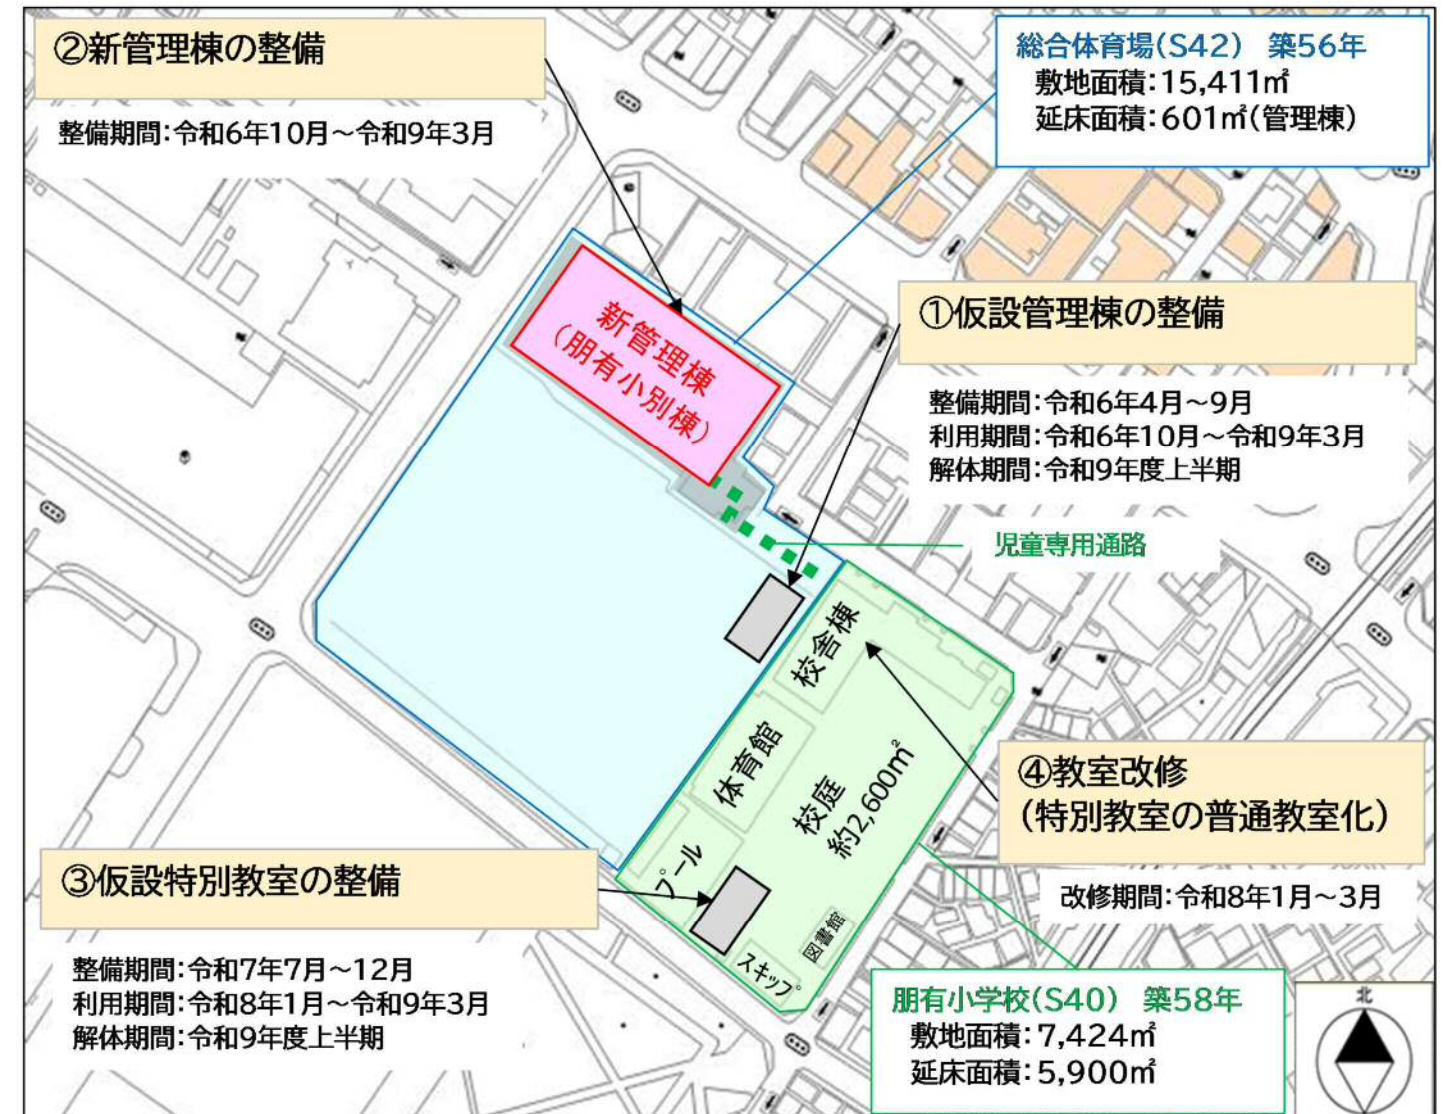 ②新管理棟の整備
整備期間:令和6年10月~令和9年3月
総合体育場(S42) 築56年
敷地面積:15,411㎡
延床面積:601㎡(管理棟)
新管理棟
(朋有小別棟)
①仮設管理棟の整備
整備期間:令和6年4月~9月
利用期間:令和6年10月~令和9年3月
解体期間:令和9年度上半期
児童専用通路
校舎棟
体育館
校庭
約2,600㎡
プール
図書館
スキップ
④教室改修
(特別教室の普通教室化)
改修期間:令和8年1月~3月
③仮設特別教室の整備
整備期間:令和7年7月~12月
利用期間:令和8年1月~令和9年3月
解体期間:令和9年度上半期
朋有小学校(S40) 築58年
敷地面積:7,424㎡
延床面積:5,900㎡
北